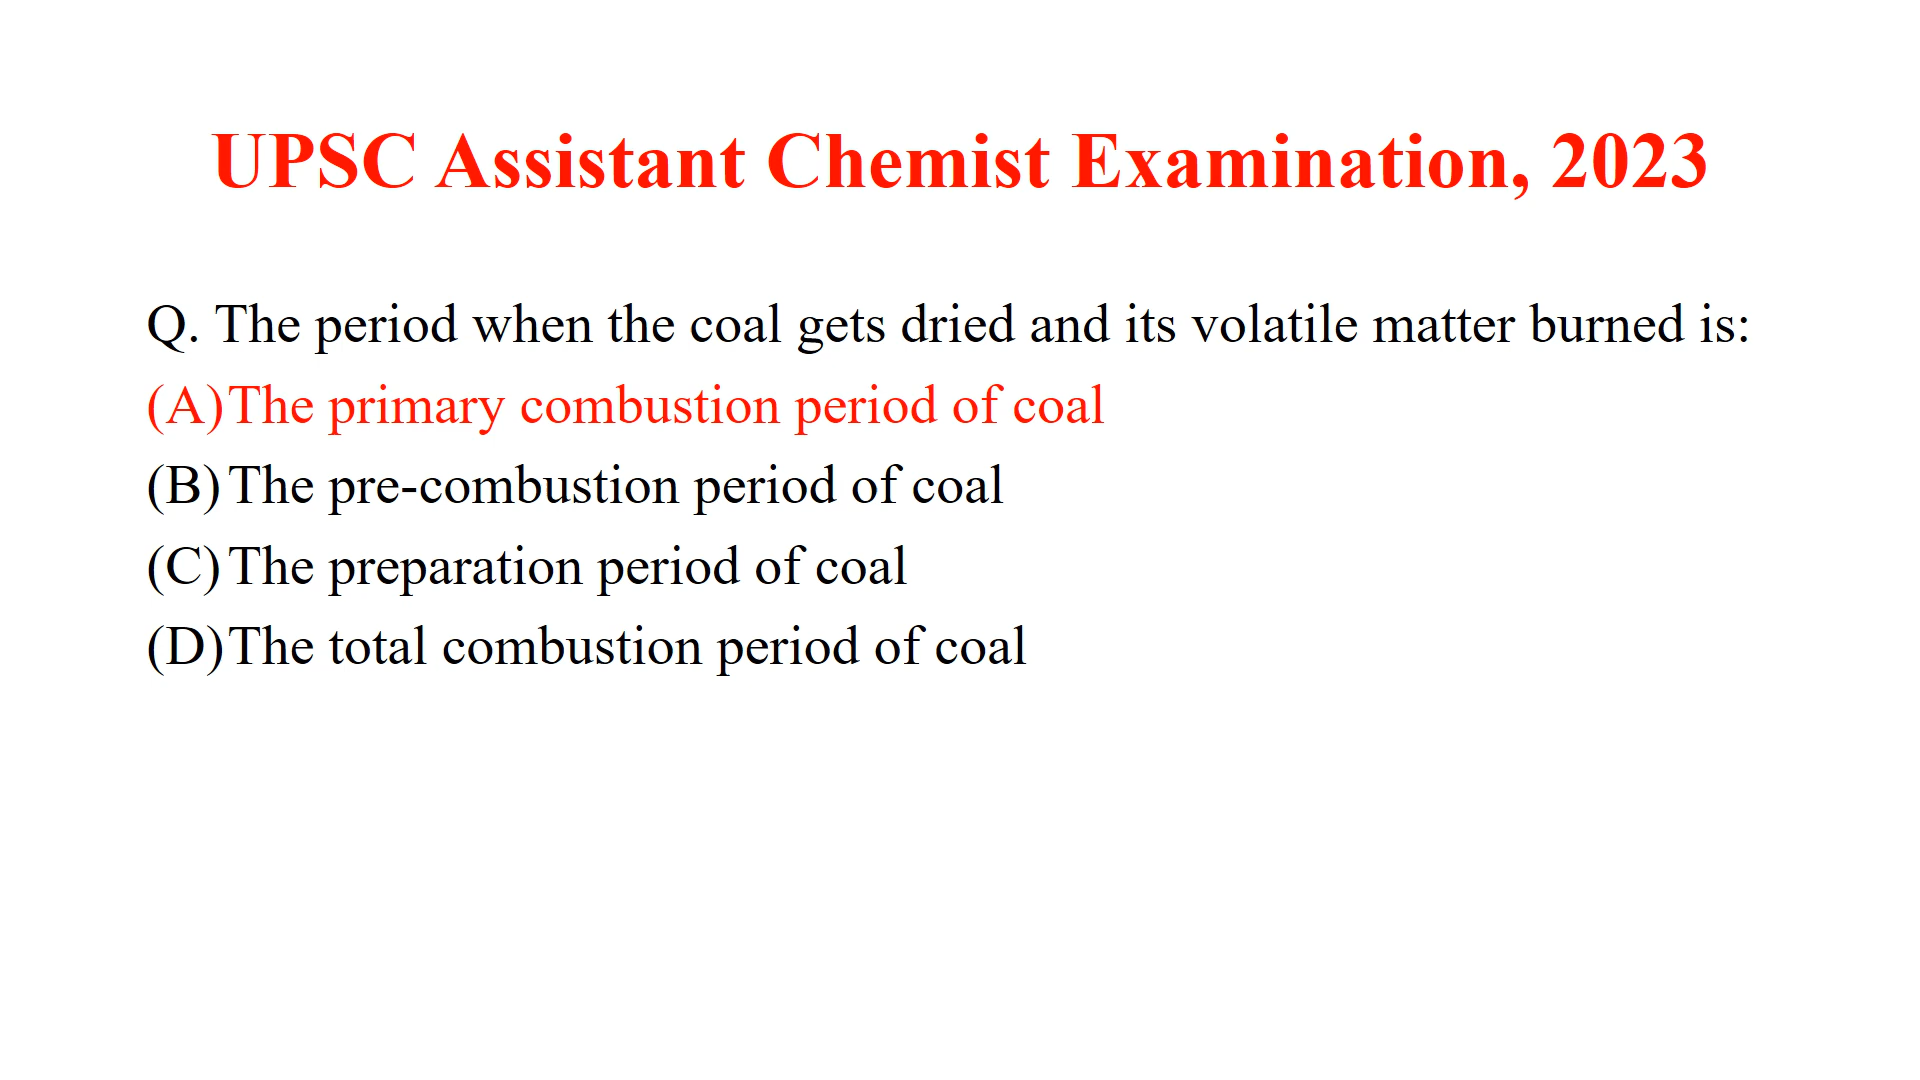 UPSC Assistant Chemist Examination, 2023
Q. The period when the coal gets dried and its volatile matter burned is:
(A) The primary combustion period of coal
(B) The pre-combustion period of coal
(C) The preparation period of coal
(D) The total combustion period of coal